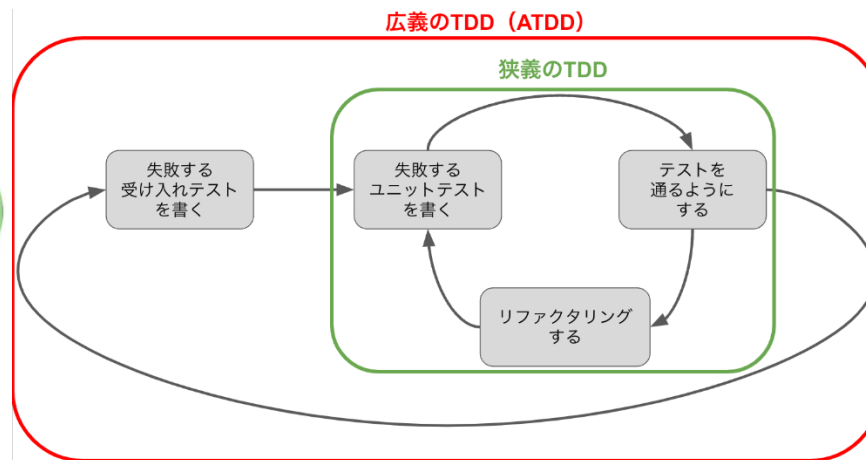 広義のTDD（ATDD）
狭義のTDD
失敗する
受け入れテスト
を書く
失敗する
ユニットテスト
を書く
テストを
通るように
する
リファクタリング
する